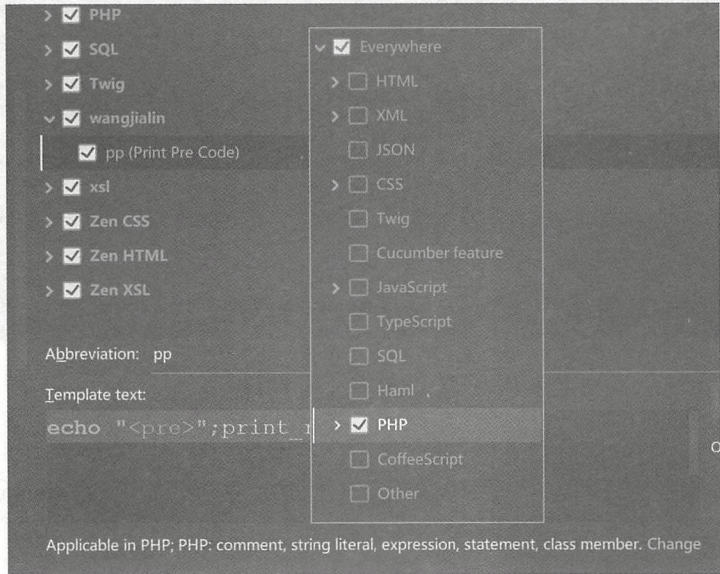 PHP
SQL
Twig
wangjialin
pp (Print Pre Code)
xsl
Zen CSS
Zen HTML
Zen XSL
Everywhere
HTML
XML
JSON
CSS
Twig
Cucumber feature
JavaScript
TypeScript
SQL
Haml
PHP
CoffeeScript
Other
Abbreviation: pp
Template text:
echo "<pre>";print_r
Applicable in PHP; PHP: comment, string literal, expression, statement, class member. Change